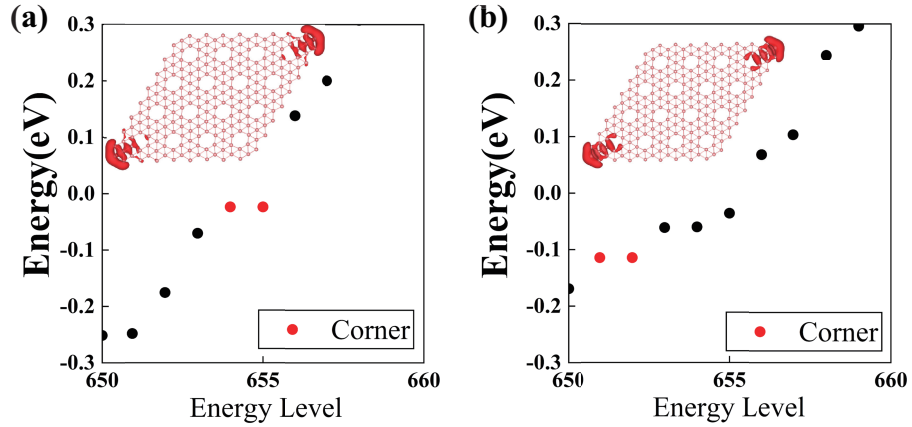 (a)
Energy(eV)
0.3
0.2
0.1
0.0
-0.1
-0.2
-0.3
Corner
650
655
660
Energy Level
(b)
Energy(eV)
0.3
0.2
0.1
0.0
-0.1
-0.2
-0.3
Corner
650
655
660
Energy Level